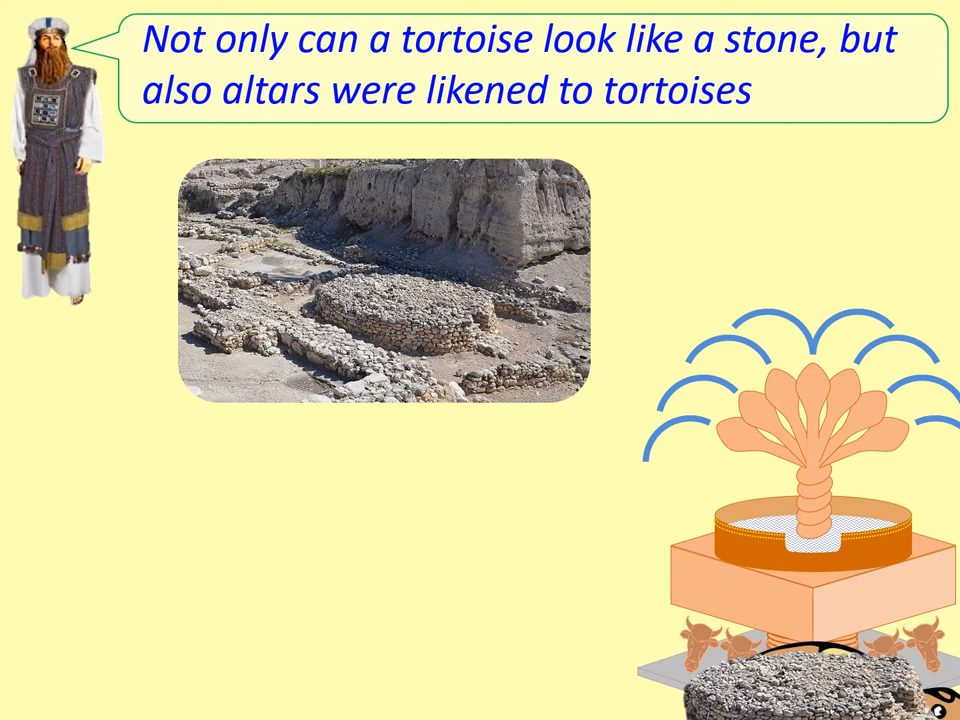 Not only can a tortoise look like a stone, but
also altars were likened to tortoises